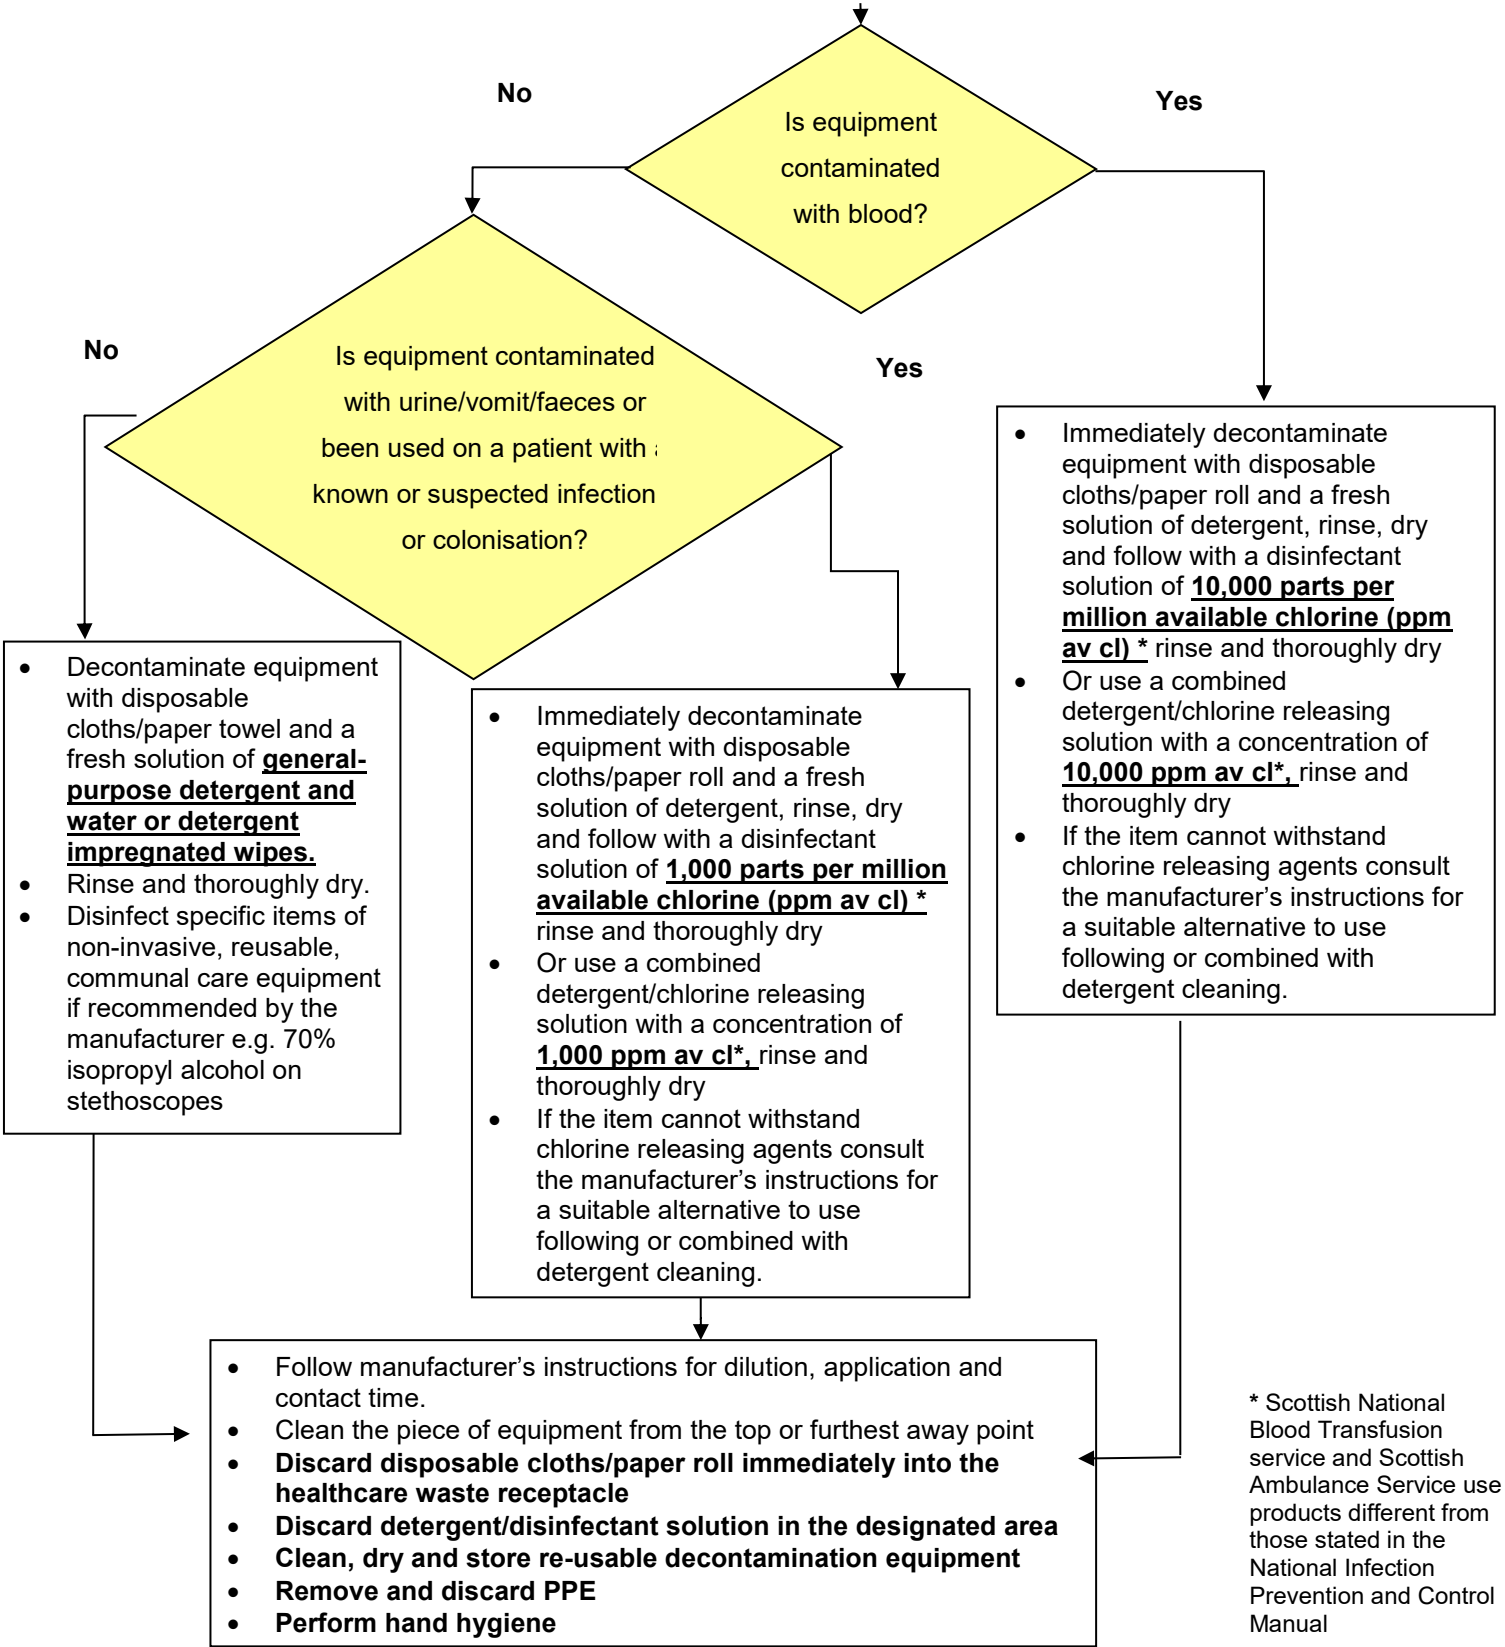 No
Yes
Is equipment
contaminated
with blood?
No
Yes
Is equipment contaminated
with urine/vomit/faeces or
been used on a patient with
known or suspected infection
or colonisation?
• Immediately decontaminate
equipment with disposable
cloths/paper roll and a fresh
solution of detergent, rinse, dry
and follow with a disinfectant
solution of 10,000 parts per
million available chlorine (ppm
av cl) * rinse and thoroughly dry
• Or use a combined
detergent/chlorine releasing
solution with a concentration of
10,000 ppm av cl*, rinse and
thoroughly dry
• If the item cannot withstand
chlorine releasing agents consult
the manufacturer’s instructions for
a suitable alternative to use
following or combined with
detergent cleaning.
• Decontaminate equipment
with disposable
cloths/paper towel and a
fresh solution of general-
purpose detergent and
water or detergent
impregnated wipes.
• Rinse and thoroughly dry.
• Disinfect specific items of
non-invasive, reusable,
communal care equipment
if recommended by the
manufacturer e.g. 70%
isopropyl alcohol on
stethoscopes
• Immediately decontaminate
equipment with disposable
cloths/paper roll and a fresh
solution of detergent, rinse, dry
and follow with a disinfectant
solution of 1,000 parts per million
available chlorine (ppm av cl) *
rinse and thoroughly dry
• Or use a combined
detergent/chlorine releasing
solution with a concentration of
1,000 ppm av cl*, rinse and
thoroughly dry
• If the item cannot withstand
chlorine releasing agents consult
the manufacturer’s instructions for
a suitable alternative to use
following or combined with
detergent cleaning.
• Follow manufacturer’s instructions for dilution, application and
contact time.
• Clean the piece of equipment from the top or furthest away point
• Discard disposable cloths/paper roll immediately into the
healthcare waste receptacle
• Discard detergent/disinfectant solution in the designated area
• Clean, dry and store re-usable decontamination equipment
• Remove and discard PPE
• Perform hand hygiene
* Scottish National
Blood Transfusion
service and Scottish
Ambulance Service use
products different from
those stated in the
National Infection
Prevention and Control
Manual